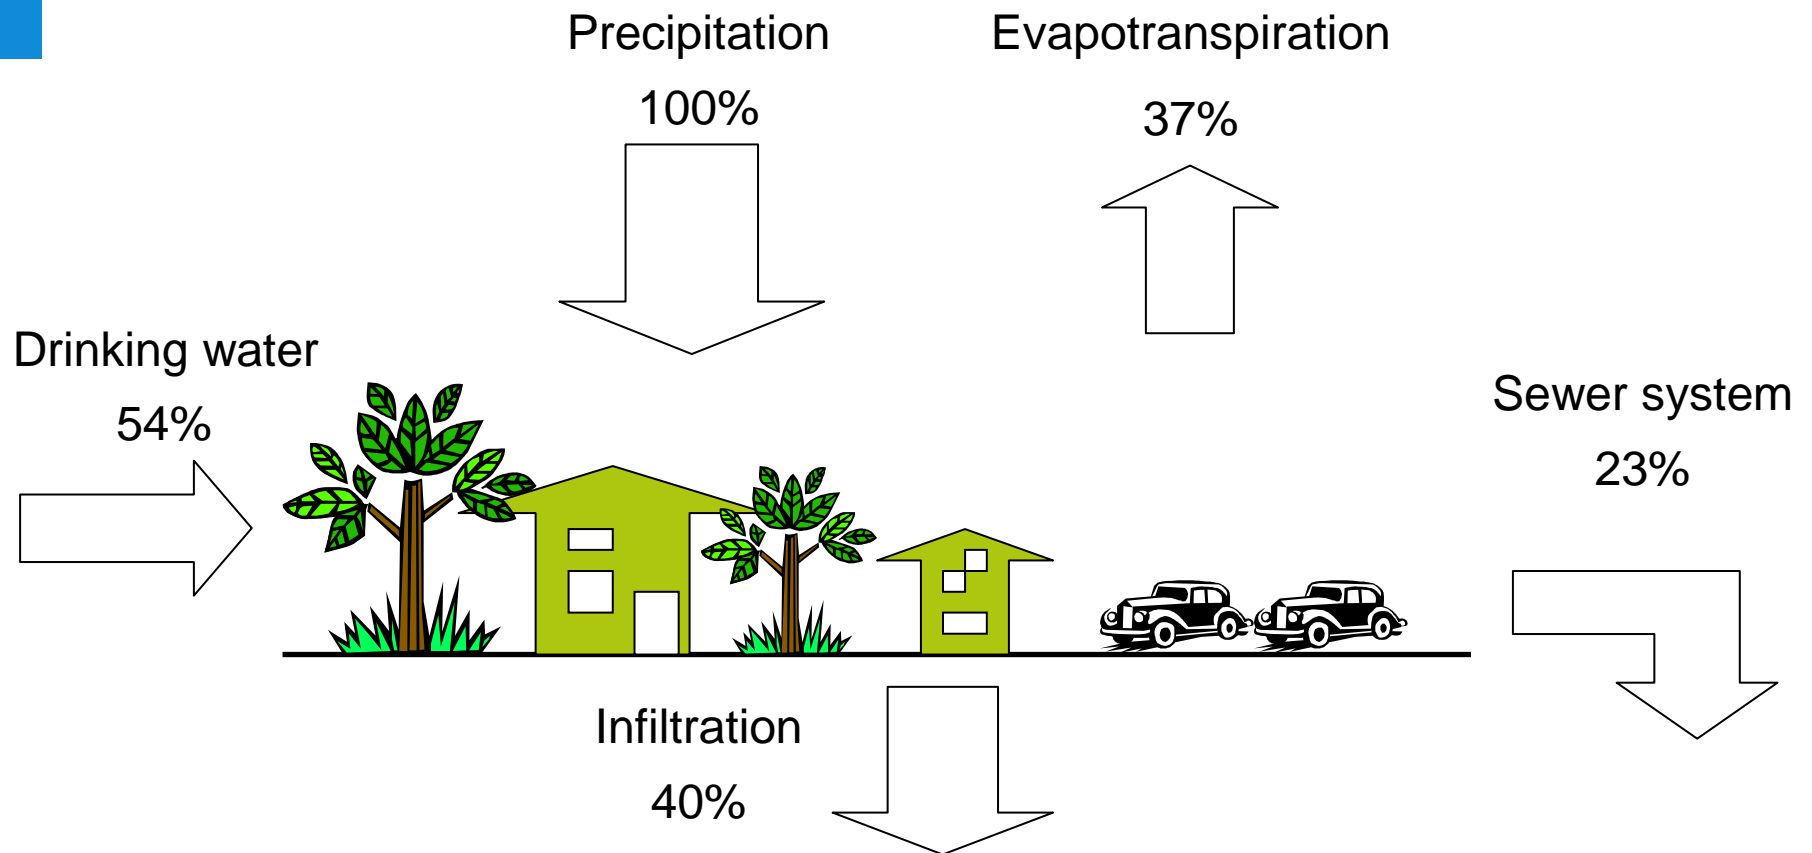 Precipitation
100%
Evapotranspiration
37%
Drinking water
54%
Sewer system
23%
Infiltration
40%